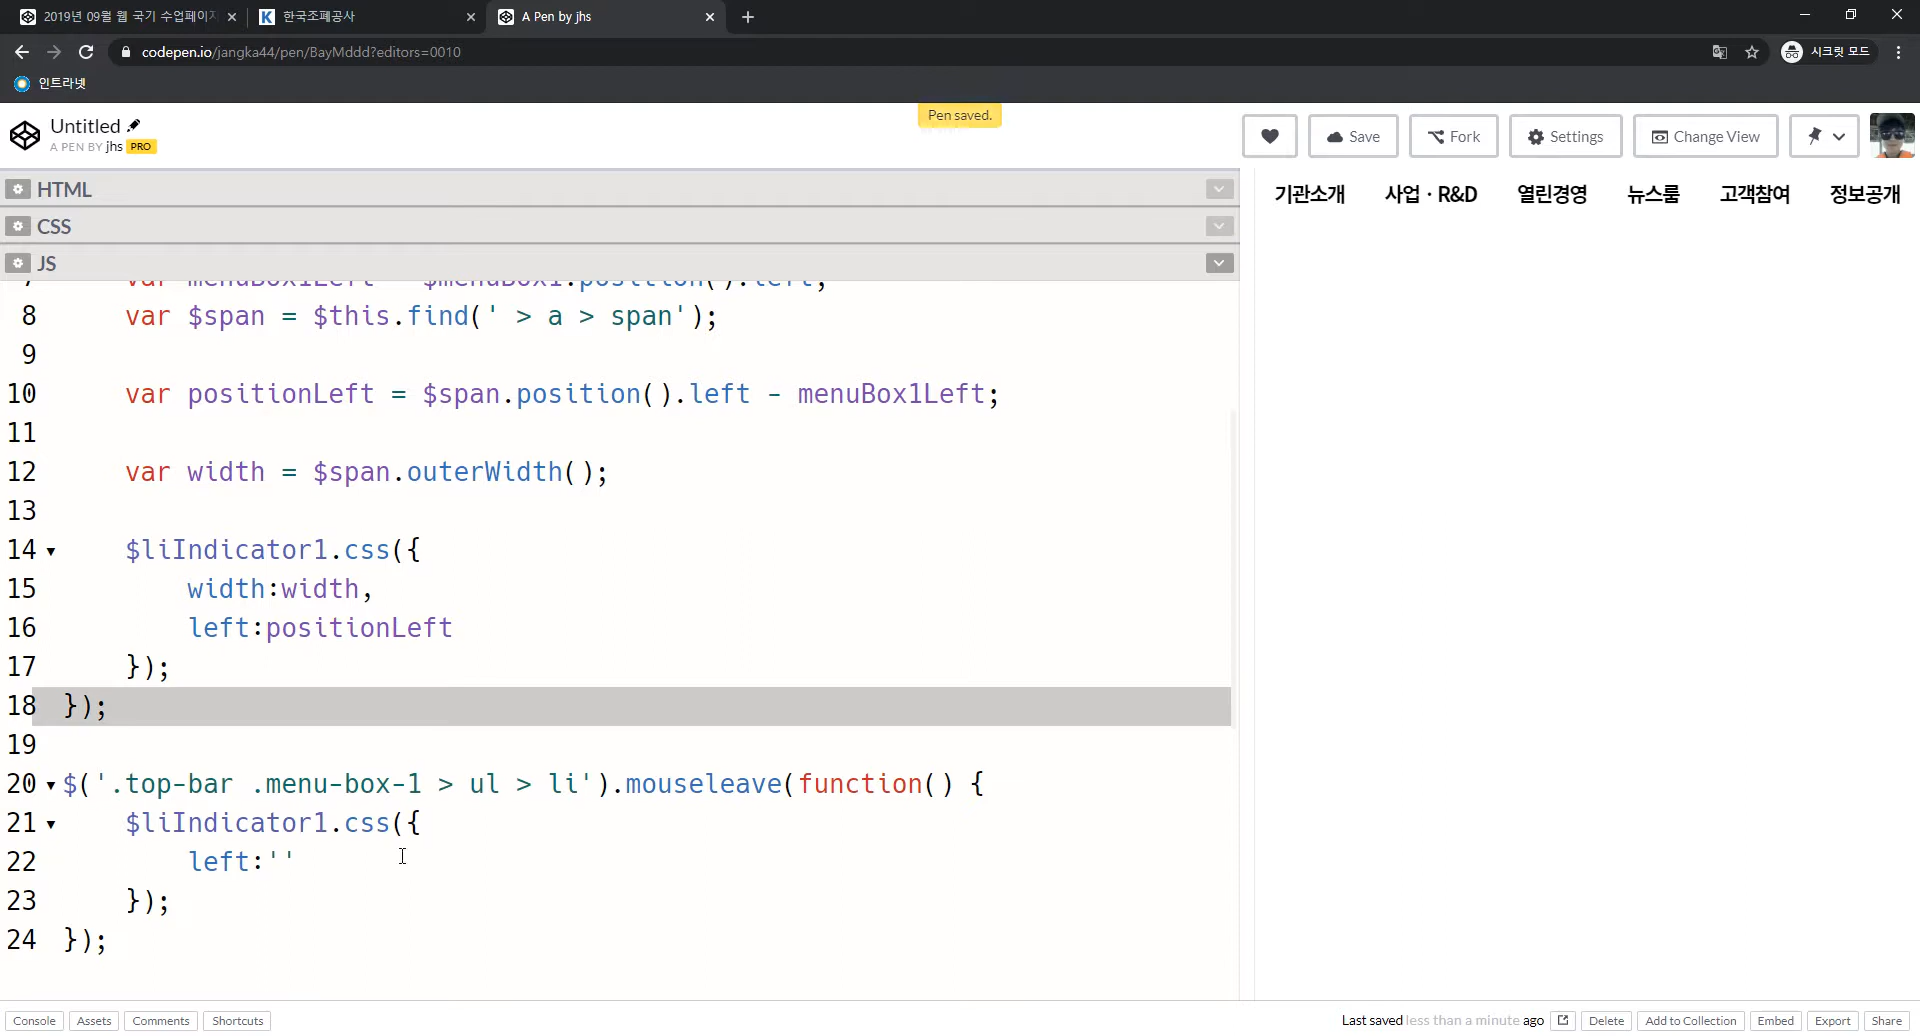 2019년 09월 웹 국기 수업페이지
한국조폐공사
A Pen by jhs
codepen.io/jangka44/pen/BayMddd?editors=0010
시크릿 모드
인트라넷
Untitled
A PEN BY jhs PRO
Pen saved.
Save
Fork
Settings
Change View
HTML
CSS
JS
기관소개 사업·R&D 열린경영 뉴스룸 고객참여 정보공개
7 var menuBox1Left = $menuBox1.position().left;
8 var $span = $this.find(' > a > span');
9
10 var positionLeft = $span.position().left - menuBox1Left;
11
12 var width = $span.outerWidth();
13
14 $liIndicator1.css({
15 width:width,
16 left:positionLeft
17 });
18 });
19
20 $('.top-bar .menu-box-1 > ul > li').mouseleave(function() {
21 $liIndicator1.css({
22 left:''
23 });
24 });
Console Assets Comments Shortcuts
Last saved less than a minute ago
Delete Add to Collection Embed Export Share